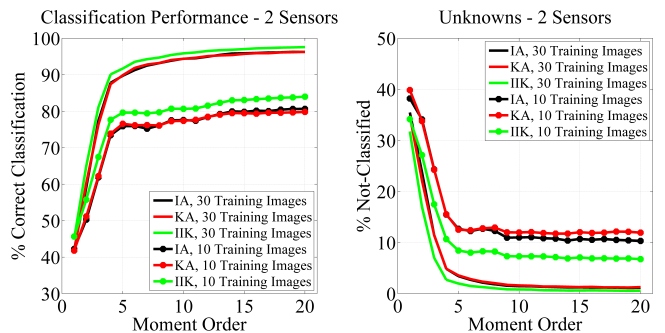 Classification Performance - 2 Sensors
% Correct Classification
100
90
80
70
60
50
40
30
0
5
10
15
20
Moment Order
IA, 30 Training Images
KA, 30 Training Images
IIK, 30 Training Images
IA, 10 Training Images
KA, 10 Training Images
IIK, 10 Training Images
Unknowns - 2 Sensors
% Not-Classified
50
40
30
20
10
0
0
5
10
15
20
Moment Order
IA, 30 Training Images
KA, 30 Training Images
IIK, 30 Training Images
IA, 10 Training Images
KA, 10 Training Images
IIK, 10 Training Images